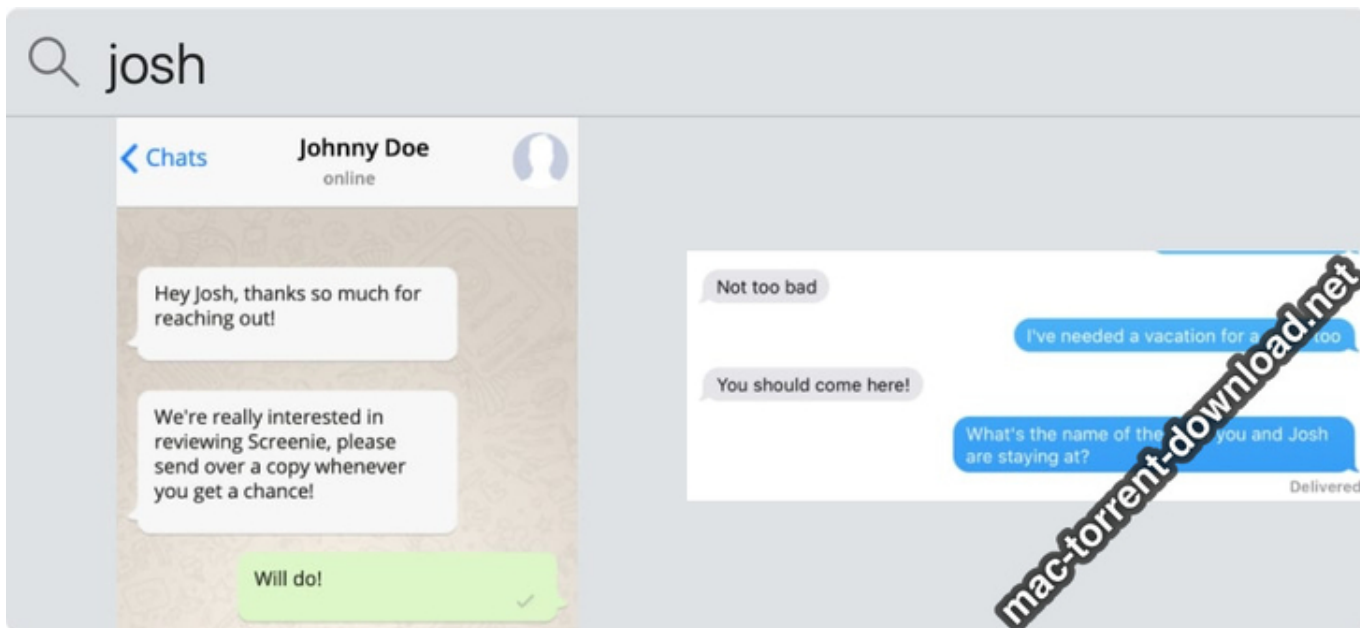 josh
Chats
Johnny Doe
online
Hey Josh, thanks so much for
reaching out!
We're really interested in
reviewing Screenie, please
send over a copy whenever
you get a chance!
Will do!
Not too bad
I've needed a vacation for a too
You should come here!
What's the name of the you and Josh
are staying at?
Delivered
mac-torrent-download.net